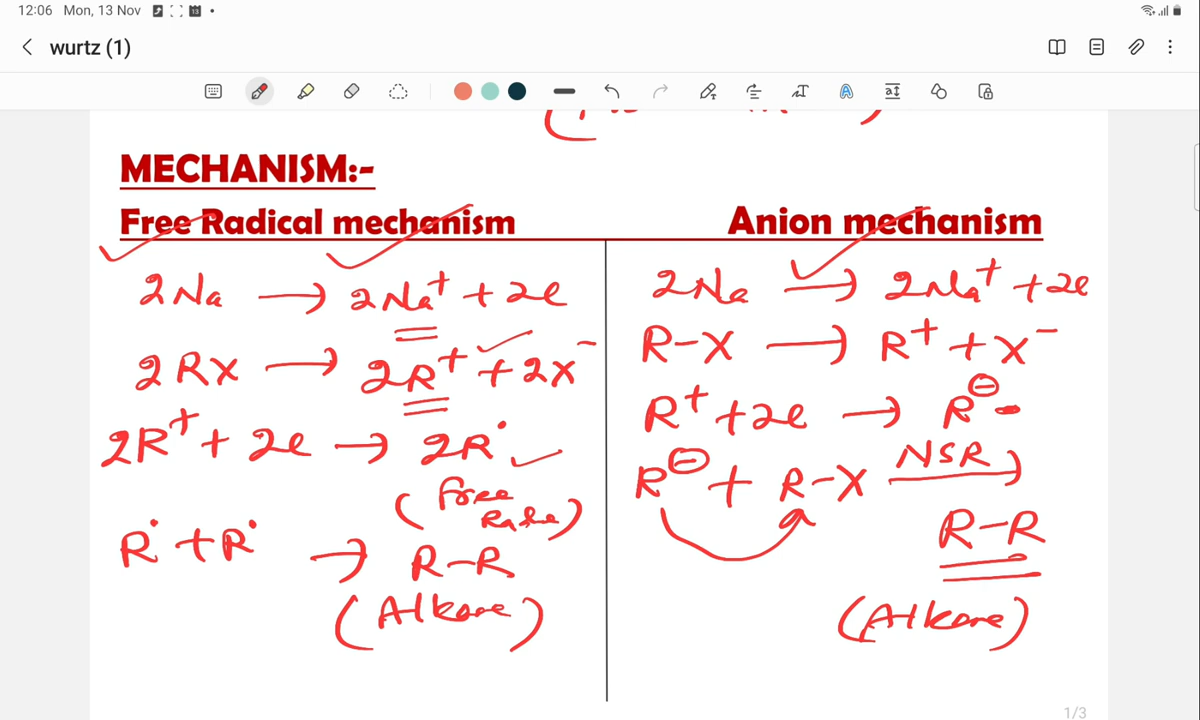 12:06 Mon, 13 Nov
wurtz (1)
MECHANISM:-
Free Radical mechanism
2Na → 2Na⁺ + 2e
2RX → 2R⁺ + 2X⁻
2R⁺ + 2e → 2R˙
(free
R˙ + R˙ → R-R
(Alkane)
Anion mechanism
2Na → 2Na⁺ + 2e
R-X → R⁺ + X⁻
R⁺ + 2e → R⊖
R⊖ + R-X NSR →
R-R
(Alkane)
1/3